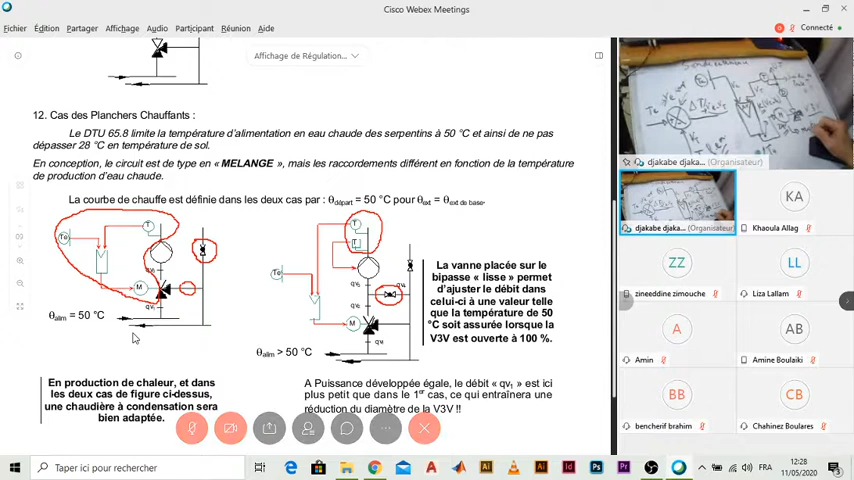 Cisco Webex Meetings
Fichier Édition Partager Affichage Audio Participant Réunion Aide
Connecté
Affichage de Régulation...
12. Cas des Planchers Chauffants :
Le DTU 65.8 limite la température d'alimentation en eau chaude des serpentins à 50 °C et ainsi de ne pas
dépasser 28 °C en température de sol.
En conception, le circuit est de type en « MELANGE », mais les raccordements diffèrent en fonction de la température
de production d'eau chaude.
La courbe de chauffe est définie dans les deux cas par : θdépart = 50 °C pour θext = θext de base.
T
Te
M
θalim = 50 °C
T
T
Te
M
θalim > 50 °C
La vanne placée sur le
bipasse « lisse » permet
d'ajuster le débit dans
celui-ci à une valeur telle
que la température de 50
°C soit assurée lorsque la
V3V est ouverte à 100 %.
En production de chaleur, et dans
les deux cas de figure ci-dessus,
une chaudière à condensation sera
bien adaptée.
A Puissance développée égale, le débit « qv1 » est ici
plus petit que dans le 1er cas, ce qui entraînera une
réduction du diamètre de la V3V !!
djakabe djaka... (Organisateur)
djakabe djaka... (Organisateur)
KA
Khaoula Allag
ZZ
zineddine zimouche
LL
Liza Lallam
A
Amin
AB
Amine Boulaiki
BB
bencherif brahim
CB
Chahinez Boulares
Taper ici pour rechercher
FRA
12:28
11/05/2020